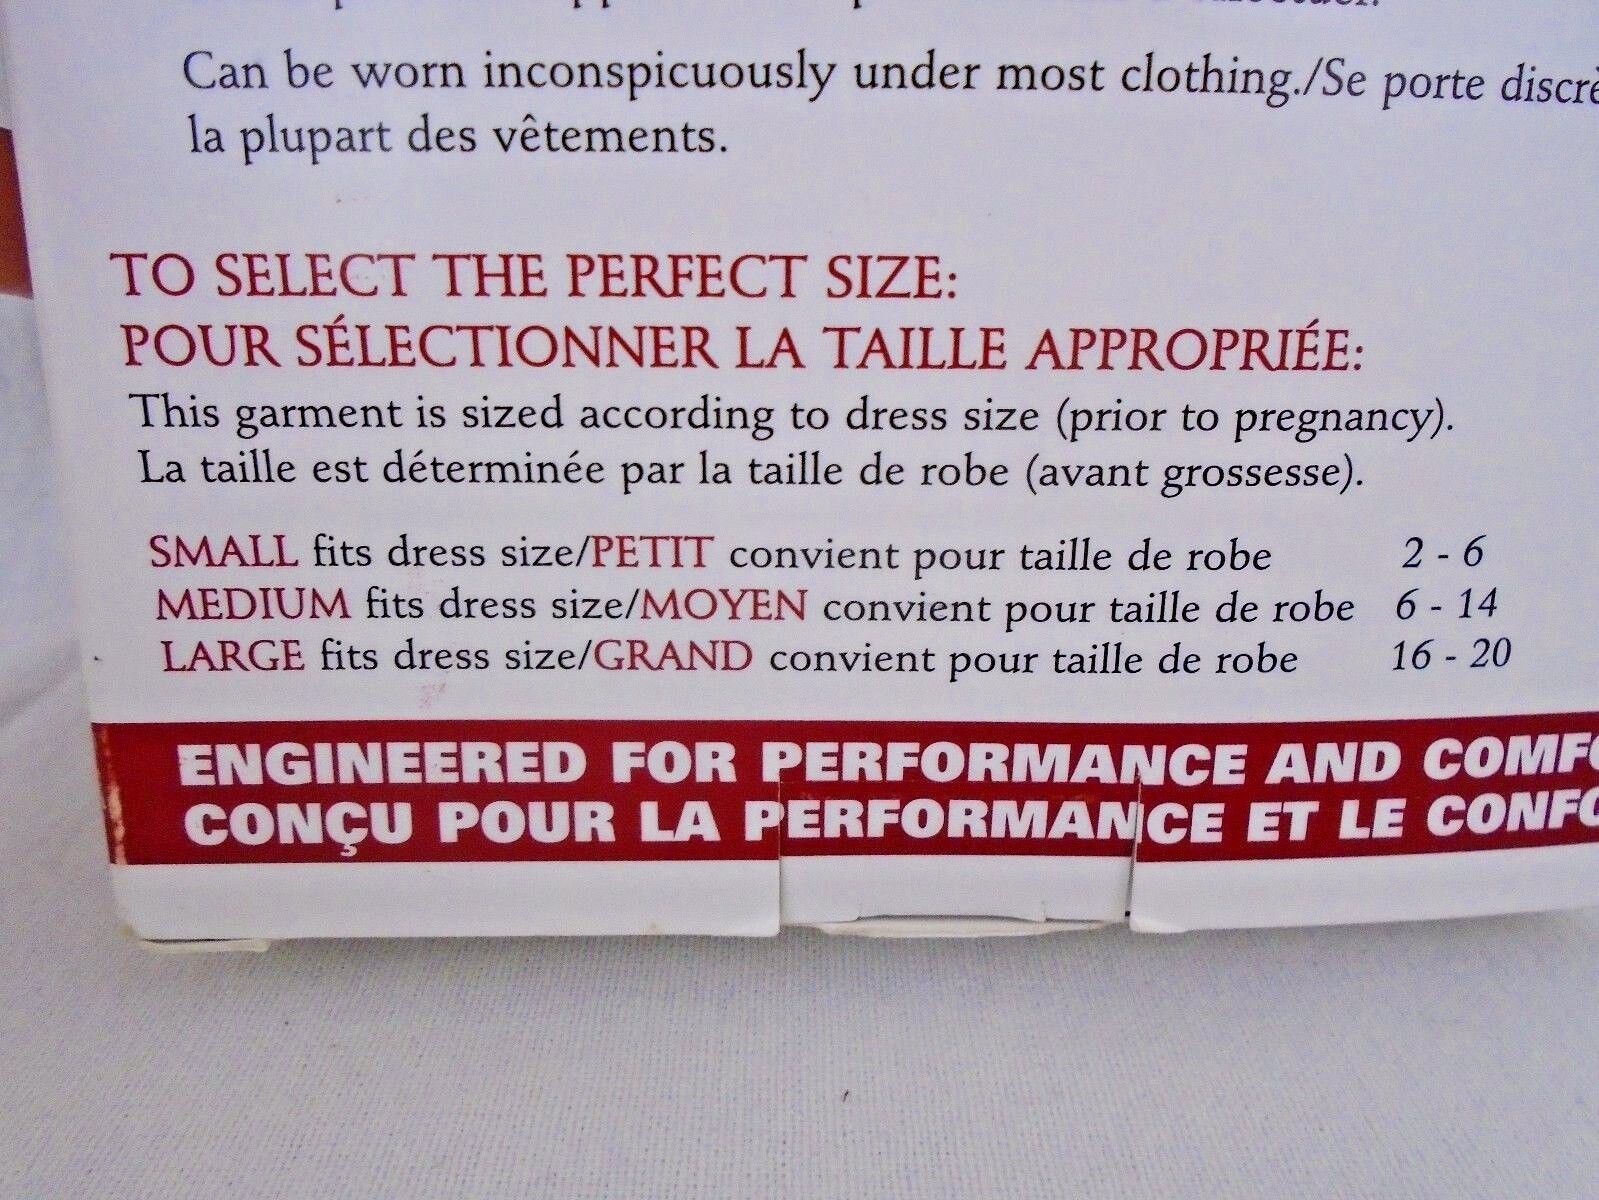 Can be worn inconspicuously under most clothing./Se porte
la plupart des vêtements.
TO SELECT THE PERFECT SIZE:
POUR SÉLECTIONNER LA TAILLE APPROPRIÉE:
This garment is sized according to dress size (prior to pregnancy).
La taille est déterminée par la taille de robe (avant grossesse).
SMALL fits dress size/PETIT convient pour taille de robe 2 - 6
MEDIUM fits dress size/MOYEN convient pour taille de robe 6 - 14
LARGE fits dress size/GRAND convient pour taille de robe 16 - 20
ENGINEERED FOR PERFORMANCE AND
CONÇU POUR LA PERFORMANCE ET LE